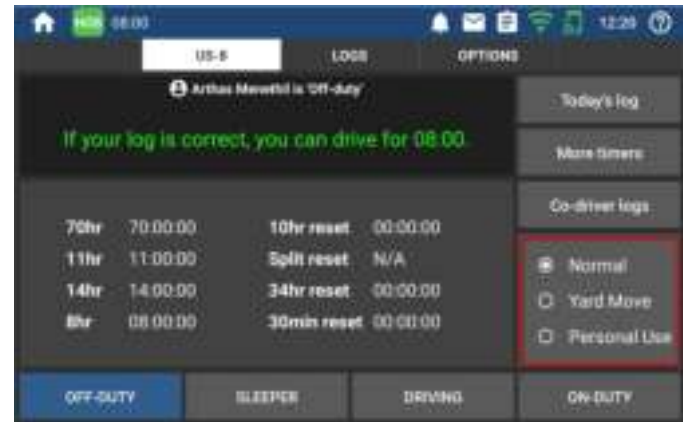 HOS 08:00 12:20
US-8 LOGS OPTIONS
Arthas Menethil is 'Off-duty'
If your log is correct, you can drive for 08:00.
Today's log
More timers
Co-driver logs
70hr 70:00:00 10hr reset 00:00:00
11hr 11:00:00 Split reset N/A
14hr 14:00:00 34hr reset 00:00:00
8hr 08:00:00 30min reset 00:00:00
Normal
Yard Move
Personal Use
OFF-DUTY SLEEPER DRIVING ON-DUTY